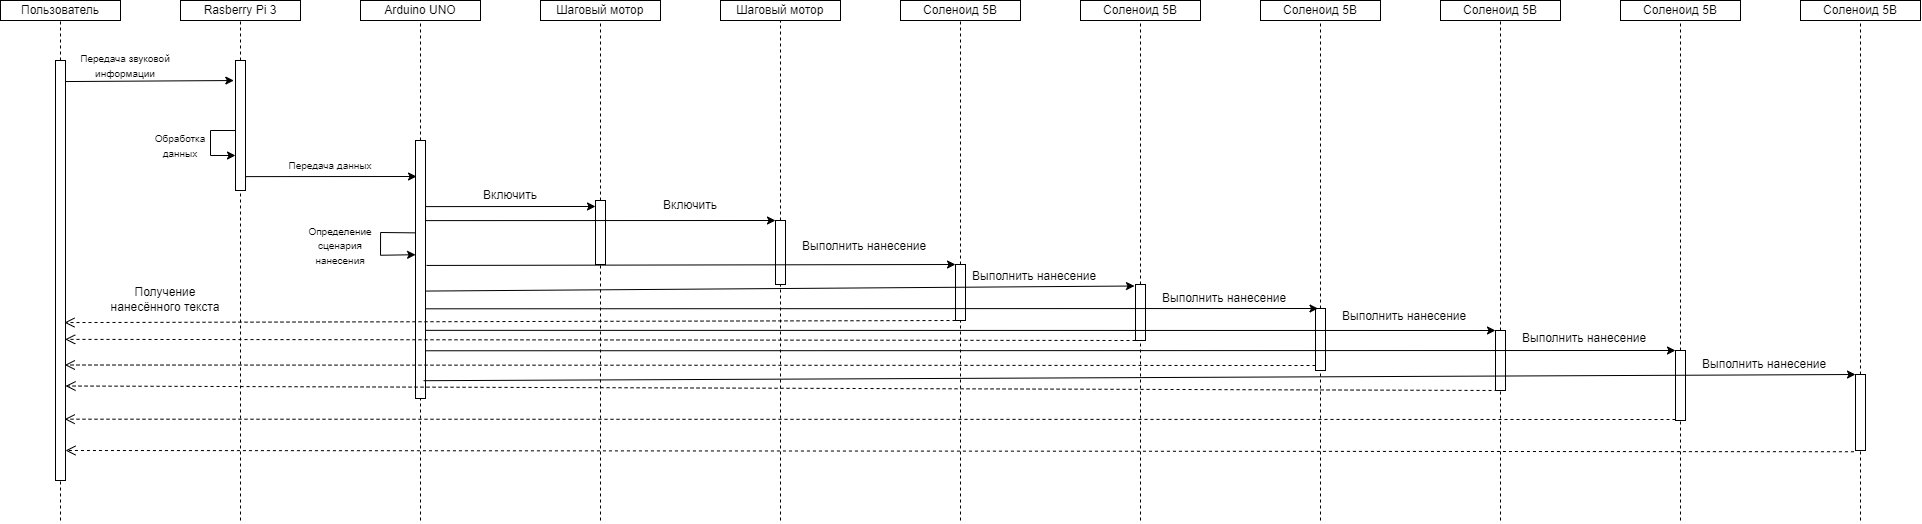 Пользователь
Rasberry Pi 3
Arduino UNO
Шаговый мотор
Шаговый мотор
Соленоид 5В
Соленоид 5В
Соленоид 5В
Соленоид 5В
Соленоид 5В
Соленоид 5В
Передача звуковой
информации
Обработка
данных
Передача данных
Включить
Включить
Определение
сценария
нанесения
Выполнить нанесение
Выполнить нанесение
Получение
нанесённого текста
Выполнить нанесение
Выполнить нанесение
Выполнить нанесение
Выполнить нанесение